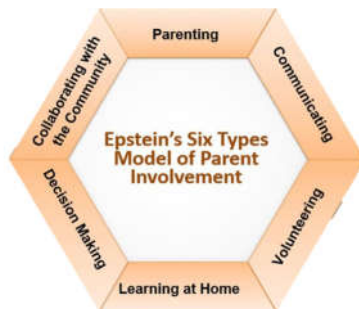 Parenting
Communicating
Volunteering
Learning at Home
Decision Making
Collaborating with
the Community
Epstein's Six Types
Model of Parent
Involvement